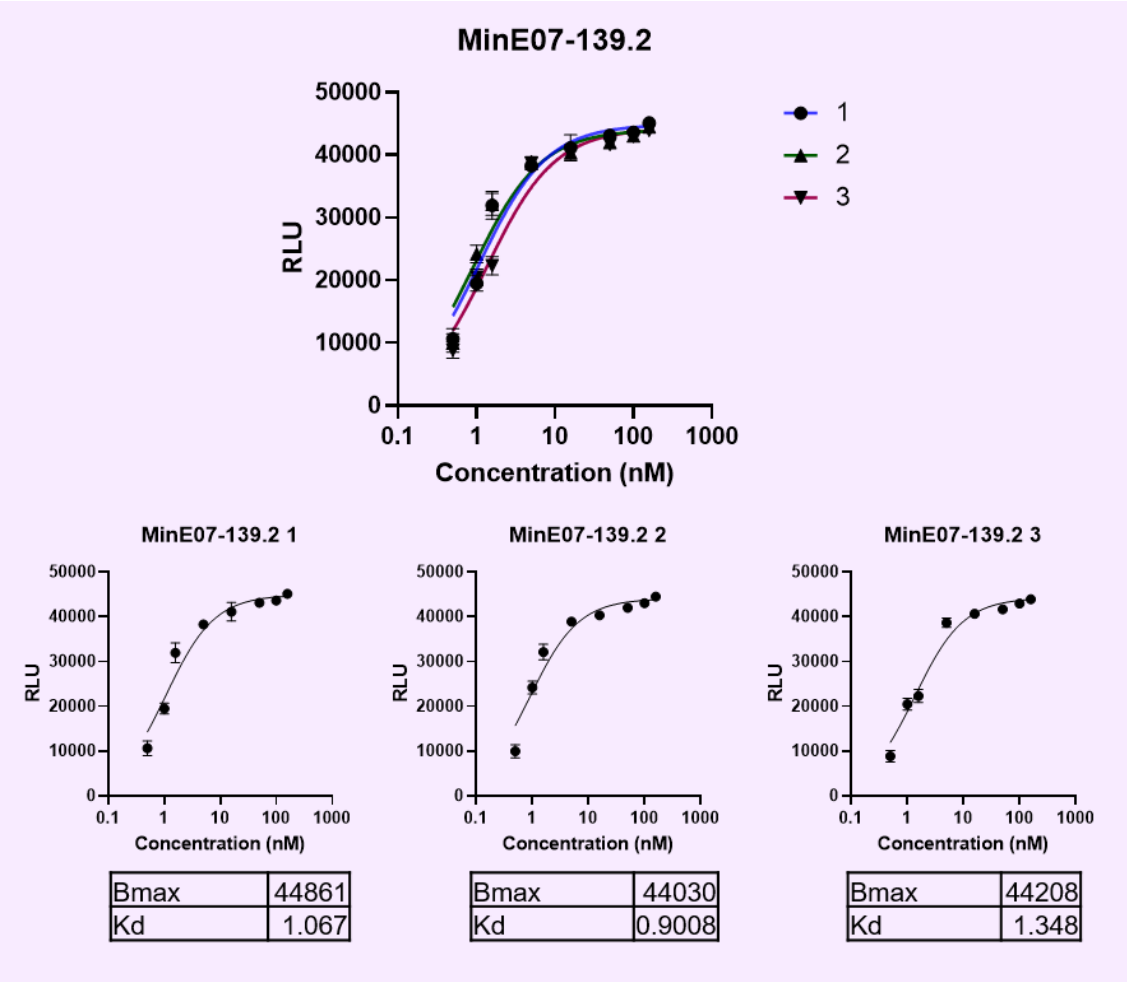 MinE07-139.2
50000
40000
30000
20000
10000
0
RLU
0.1 1 10 100 1000
Concentration (nM)
1
2
3
MinE07-139.2 1
50000
40000
30000
20000
10000
0
RLU
0.1 1 10 100 1000
Concentration (nM)
Bmax 44861
Kd 1.067
MinE07-139.2 2
50000
40000
30000
20000
10000
0
RLU
0.1 1 10 100 1000
Concentration (nM)
Bmax 44030
Kd 0.9008
MinE07-139.2 3
50000
40000
30000
20000
10000
0
RLU
0.1 1 10 100 1000
Concentration (nM)
Bmax 44208
Kd 1.348